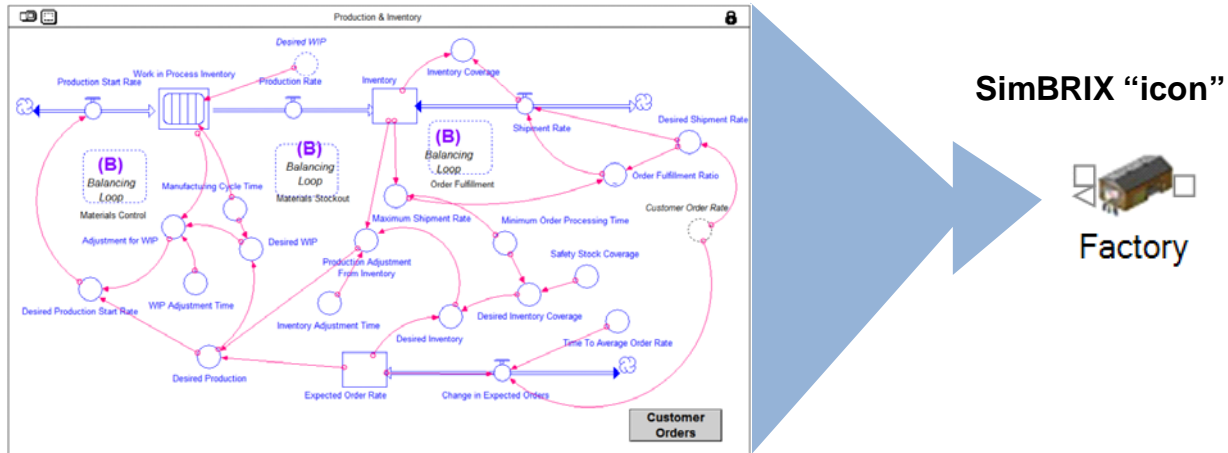 Production & Inventory
Desired WIP
Work in Process Inventory
Production Start Rate
Production Rate
Inventory
Inventory Coverage
Shipment Rate
Desired Shipment Rate
(B)
Balancing
Loop
Materials Control
(B)
Balancing
Loop
Materials Stockout
(B)
Balancing
Loop
Order Fulfillment
Order Fulfillment Ratio
Manufacturing Cycle Time
Maximum Shipment Rate
Minimum Order Processing Time
Customer Order Rate
Adjustment for WIP
Desired WIP
Production Adjustment
From Inventory
Safety Stock Coverage
WIP Adjustment Time
Desired Production Start Rate
Inventory Adjustment Time
Desired Inventory
Desired Inventory Coverage
Time To Average Order Rate
Desired Production
Expected Order Rate
Change in Expected Orders
Customer
Orders
SimBRIX “icon”
Factory